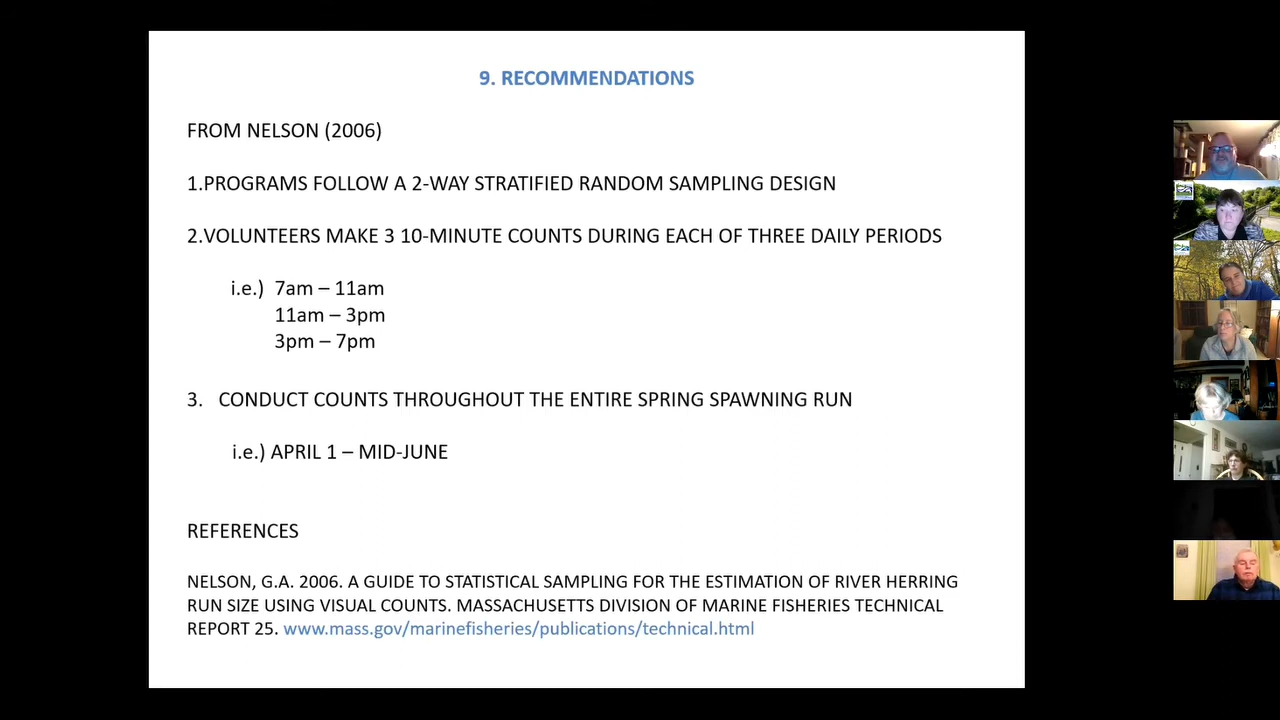 9. RECOMMENDATIONS
FROM NELSON (2006)
1.PROGRAMS FOLLOW A 2-WAY STRATIFIED RANDOM SAMPLING DESIGN
2.VOLUNTEERS MAKE 3 10-MINUTE COUNTS DURING EACH OF THREE DAILY PERIODS
i.e.) 7am – 11am
11am – 3pm
3pm – 7pm
3. CONDUCT COUNTS THROUGHOUT THE ENTIRE SPRING SPAWNING RUN
i.e.) APRIL 1 – MID-JUNE
REFERENCES
NELSON, G.A. 2006. A GUIDE TO STATISTICAL SAMPLING FOR THE ESTIMATION OF RIVER HERRING
RUN SIZE USING VISUAL COUNTS. MASSACHUSETTS DIVISION OF MARINE FISHERIES TECHNICAL
REPORT 25. www.mass.gov/marinefisheries/publications/technical.html